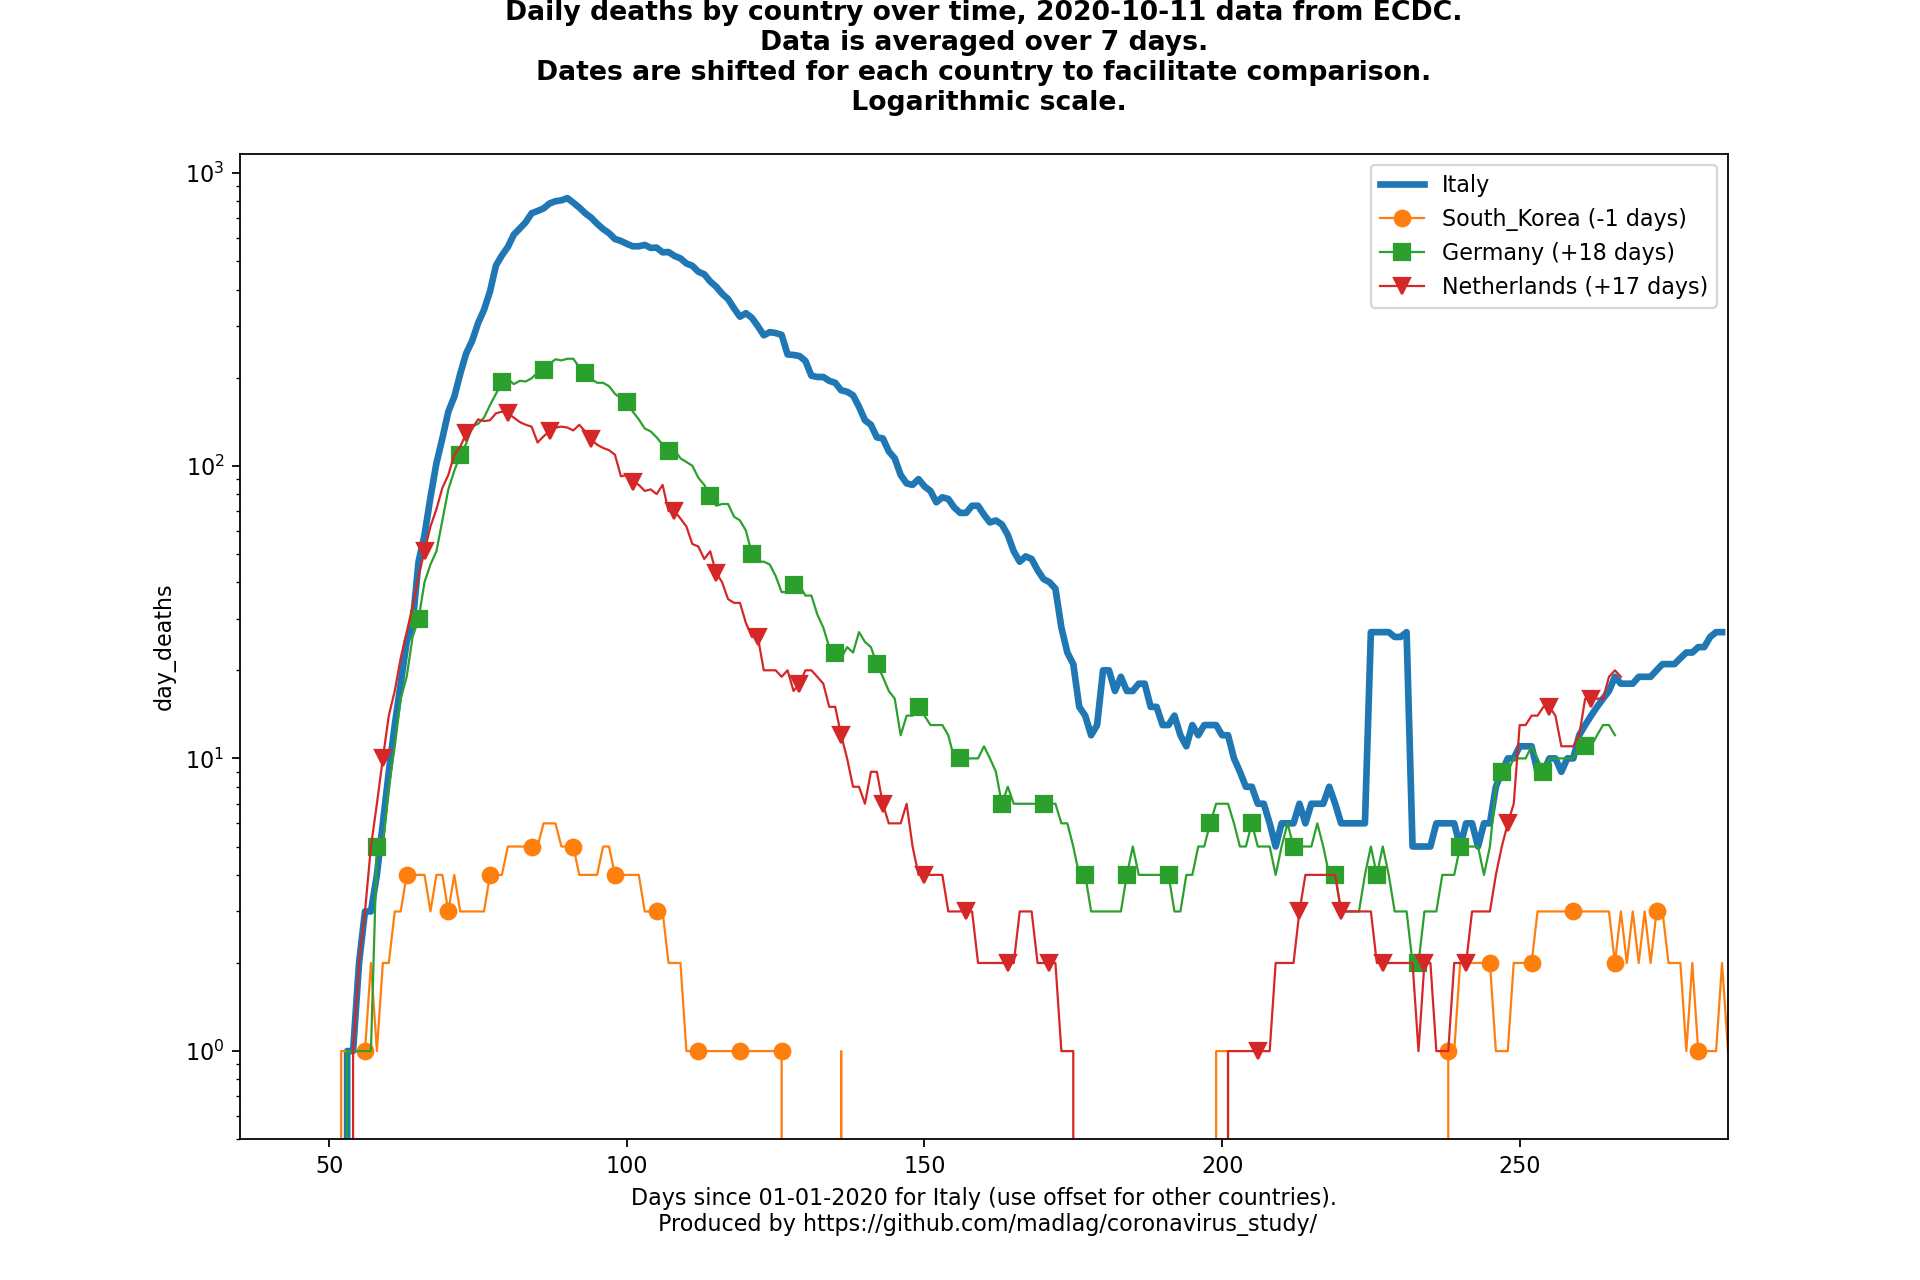 Daily deaths by country over time, 2020-10-11 data from ECDC.
Data is averaged over 7 days.
Dates are shifted for each country to facilitate comparison.
Logarithmic scale.
Italy
South_Korea (-1 days)
Germany (+18 days)
Netherlands (+17 days)
day_deaths
10³
10²
10¹
10⁰
50 100 150 200 250
Days since 01-01-2020 for Italy (use offset for other countries).
Produced by https://github.com/madlag/coronavirus_study/